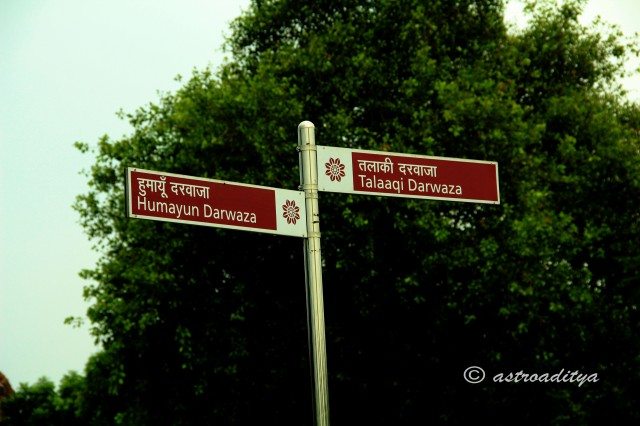 हुमायूँ दरवाजा
Humayun Darwaza
तलाकी दरवाजा
Talaaqi Darwaza
© astroaditya